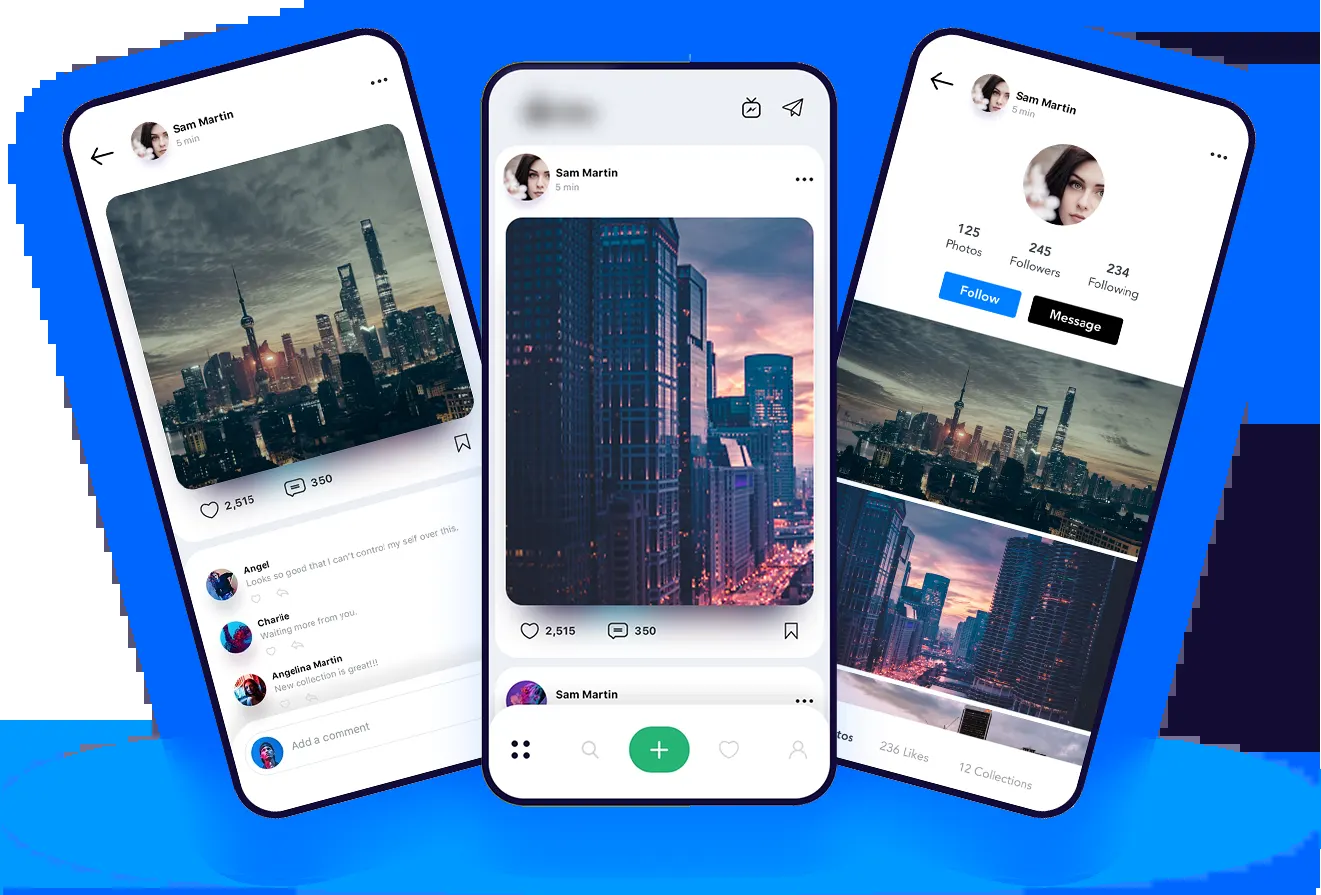 Sam Martin
5 min
2,515
350
Angel
Looks so good that I can't control my self over this.
Charlie
Waiting more from you.
Angelina Martin
New collection is great!!!
Add a comment
Sam Martin
5 min
2,515
350
Sam Martin
Sam Martin
5 min
125
Photos
245
Followers
234
Following
Follow
Message
tos
236 Likes
12 Collections